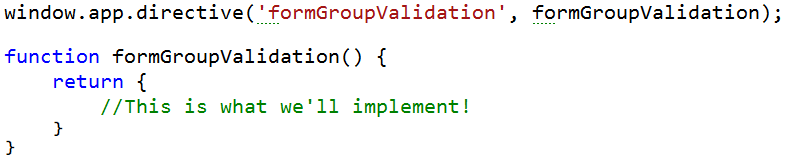 window.app.directive('formGroupValidation', formGroupValidation);
function formGroupValidation() {
    return {
        //This is what we'll implement!
    }
}